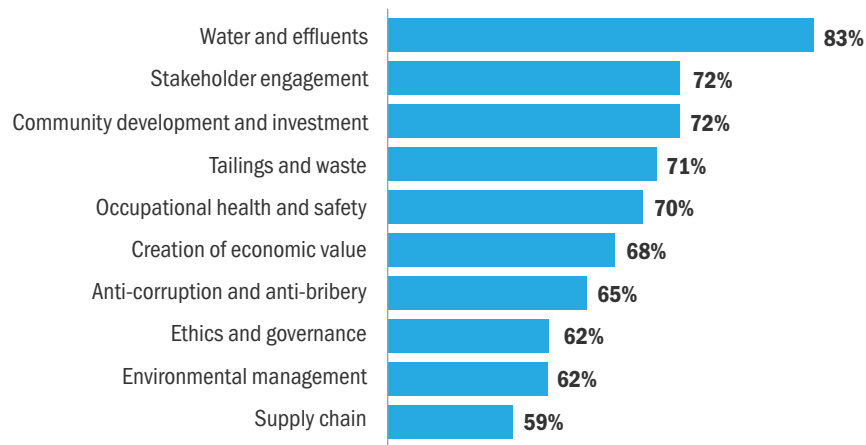 Water and effluents 83%
Stakeholder engagement 72%
Community development and investment 72%
Tailings and waste 71%
Occupational health and safety 70%
Creation of economic value 68%
Anti-corruption and anti-bribery 65%
Ethics and governance 62%
Environmental management 62%
Supply chain 59%